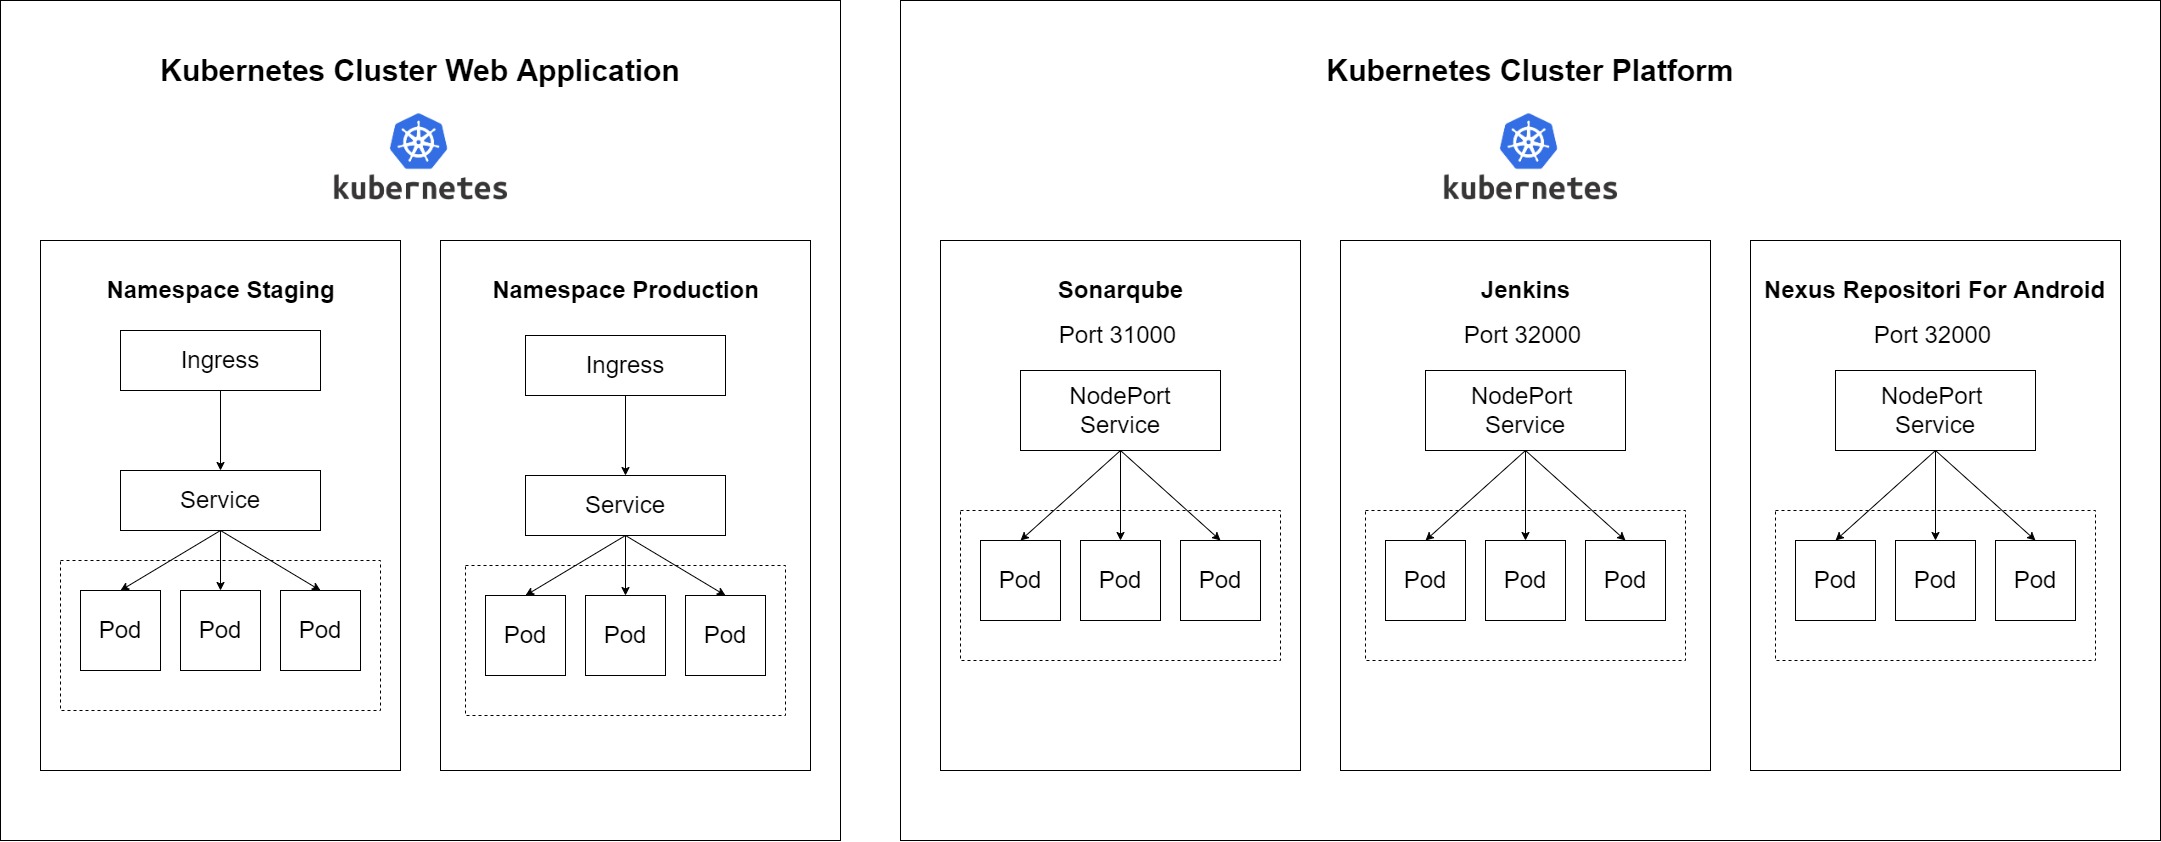 Kubernetes Cluster Web Application
kubernetes
Namespace Staging
Ingress
Service
Pod Pod Pod
Namespace Production
Ingress
Service
Pod Pod Pod
Kubernetes Cluster Platform
kubernetes
Sonarqube
Port 31000
NodePort
Service
Pod Pod Pod
Jenkins
Port 32000
NodePort
Service
Pod Pod Pod
Nexus Repositori For Android
Port 32000
NodePort
Service
Pod Pod Pod